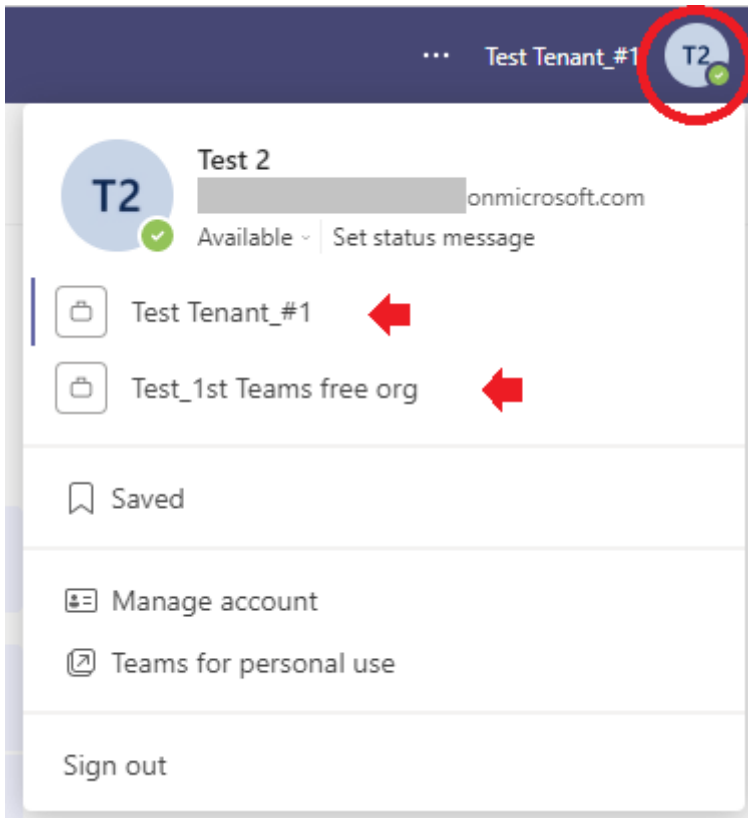 ... Test Tenant_#1 T2
T2 Test 2
onmicrosoft.com
Available Set status message
Test Tenant_#1
Test_1st Teams free org
Saved
Manage account
Teams for personal use
Sign out